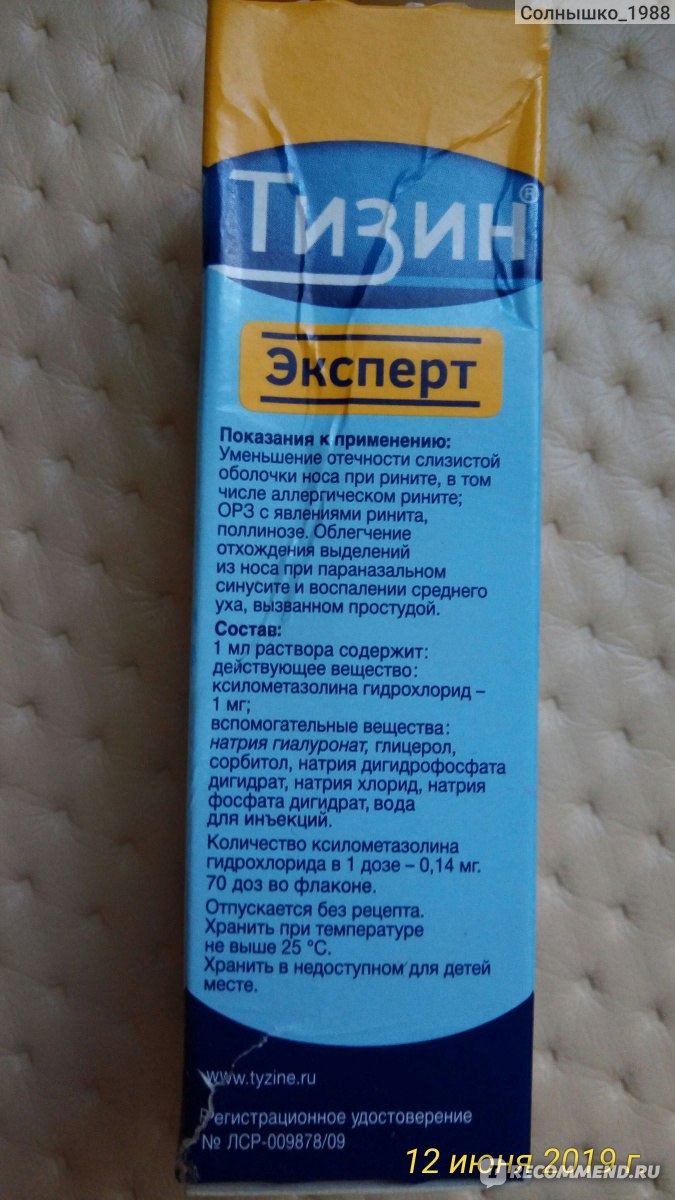 Солнышко_1988
Тизин®
Эксперт
Показания к применению:
Уменьшение отечности слизистой
оболочки носа при рините, в том
числе аллергическом рините;
ОРЗ с явлениями ринита,
поллинозе. Облегчение
отхождения выделений
из носа при параназальном
синусите и воспалении среднего
уха, вызванном простудой.
Состав:
1 мл раствора содержит:
действующее вещество:
ксилометазолина гидрохлорид –
1 мг;
вспомогательные вещества:
натрия гиалуронат, глицерол,
сорбитол, натрия дигидрофосфата
дигидрат, натрия хлорид, натрия
фосфата дигидрат, вода
для инъекций.
Количество ксилометазолина
гидрохлорида в 1 дозе – 0,14 мг.
70 доз во флаконе.
Отпускается без рецепта.
Хранить при температуре
не выше 25 °С.
Хранить в недоступном для детей
месте.
www.tyzine.ru
Регистрационное удостоверение
№ ЛСР-009878/09
12 июня 2019 г
RECOMMEND.RU